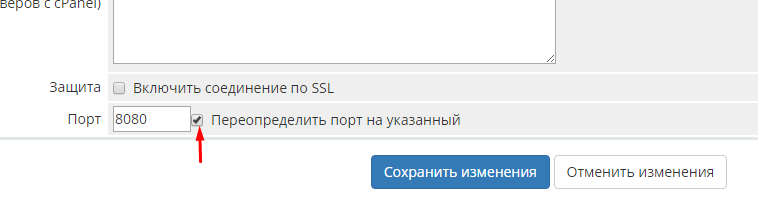 веров с cPanel)
Защита Включить соединение по SSL
Порт 8080 Переопределить порт на указанный
Сохранить изменения Отменить изменения